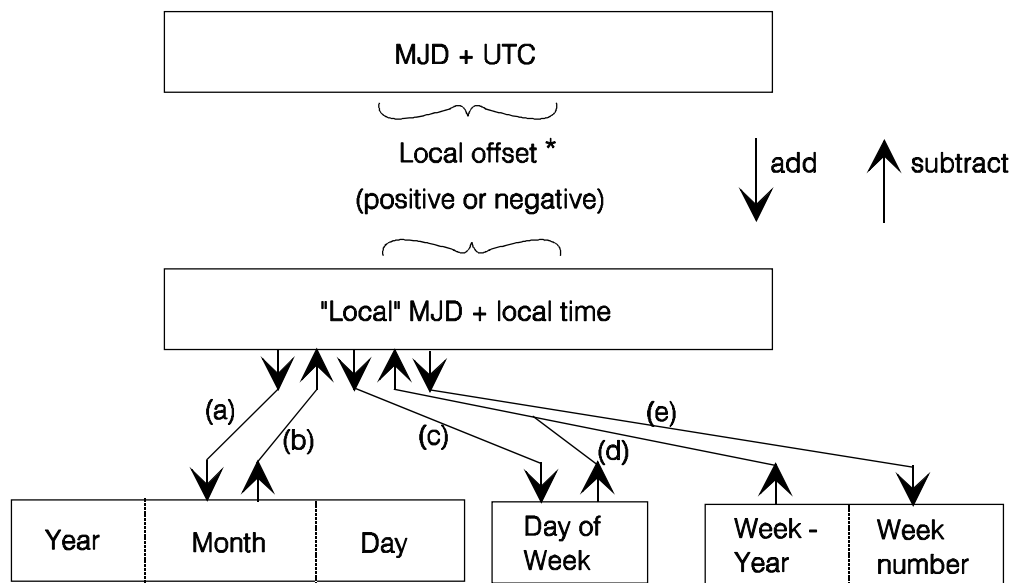 MJD + UTC
Local offset *
(positive or negative)
add
subtract
"Local" MJD + local time
(a)
(b)
(c)
(d)
(e)
Year
Month
Day
Day of
Week
Week -
Year
Week
number